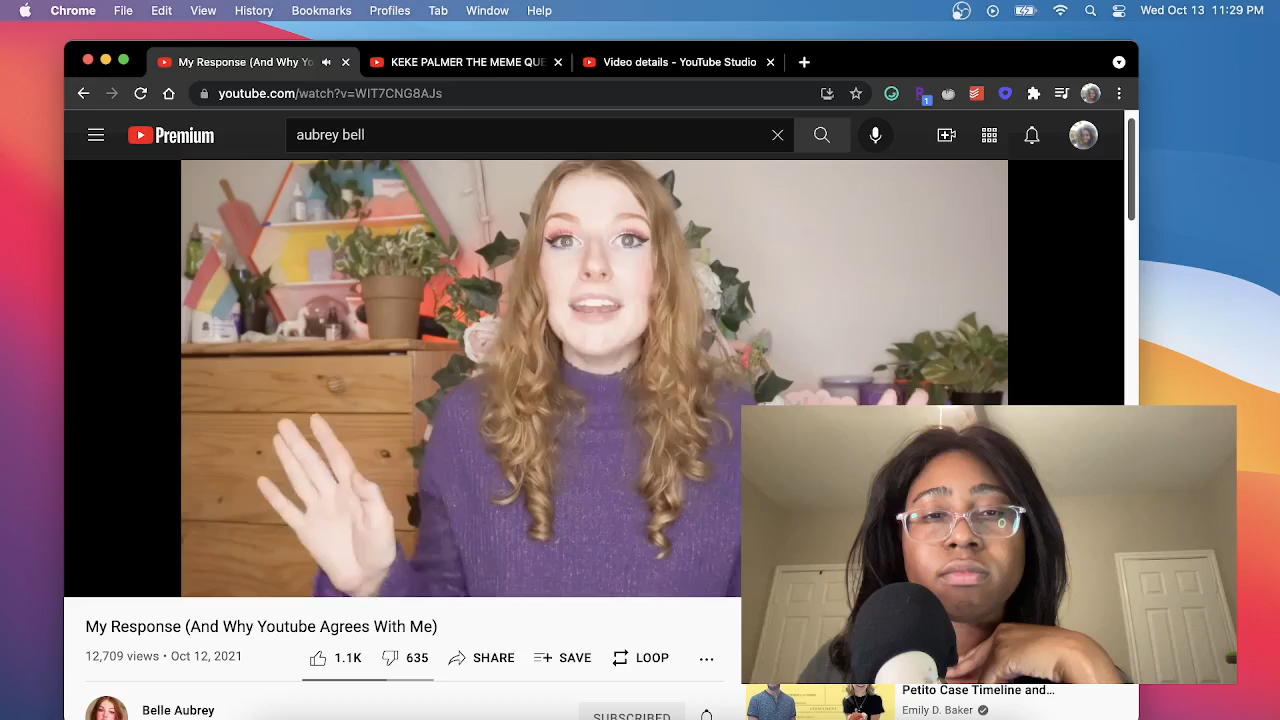 Chrome File Edit View History Bookmarks Profiles Tab Window Help Wed Oct 13 11:29 PM
My Response (And Why Yo KEKE PALMER THE MEME QUE Video details - YouTube Studio
youtube.com/watch?v=WIT7CNG8AJs
1
Premium aubrey bell
My Response (And Why Youtube Agrees With Me)
12,709 views • Oct 12, 2021 1.1K 635 SHARE SAVE LOOP
Belle Aubrey
SUBSCRIBED
Petito Case Timeline and...
Emily D. Baker